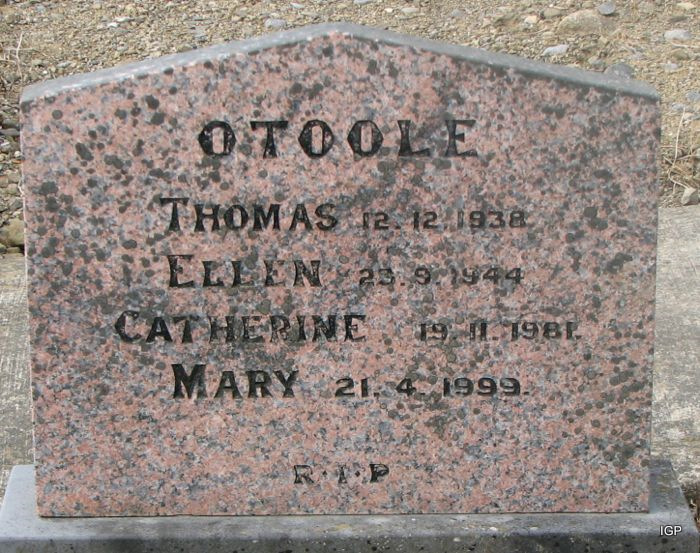 OTOOLE
THOMAS 12.12.1938
ELLEN 23.9.1944
CATHERINE 19.11.1981.
MARY 21.4.1999.
R.I.P
IGP